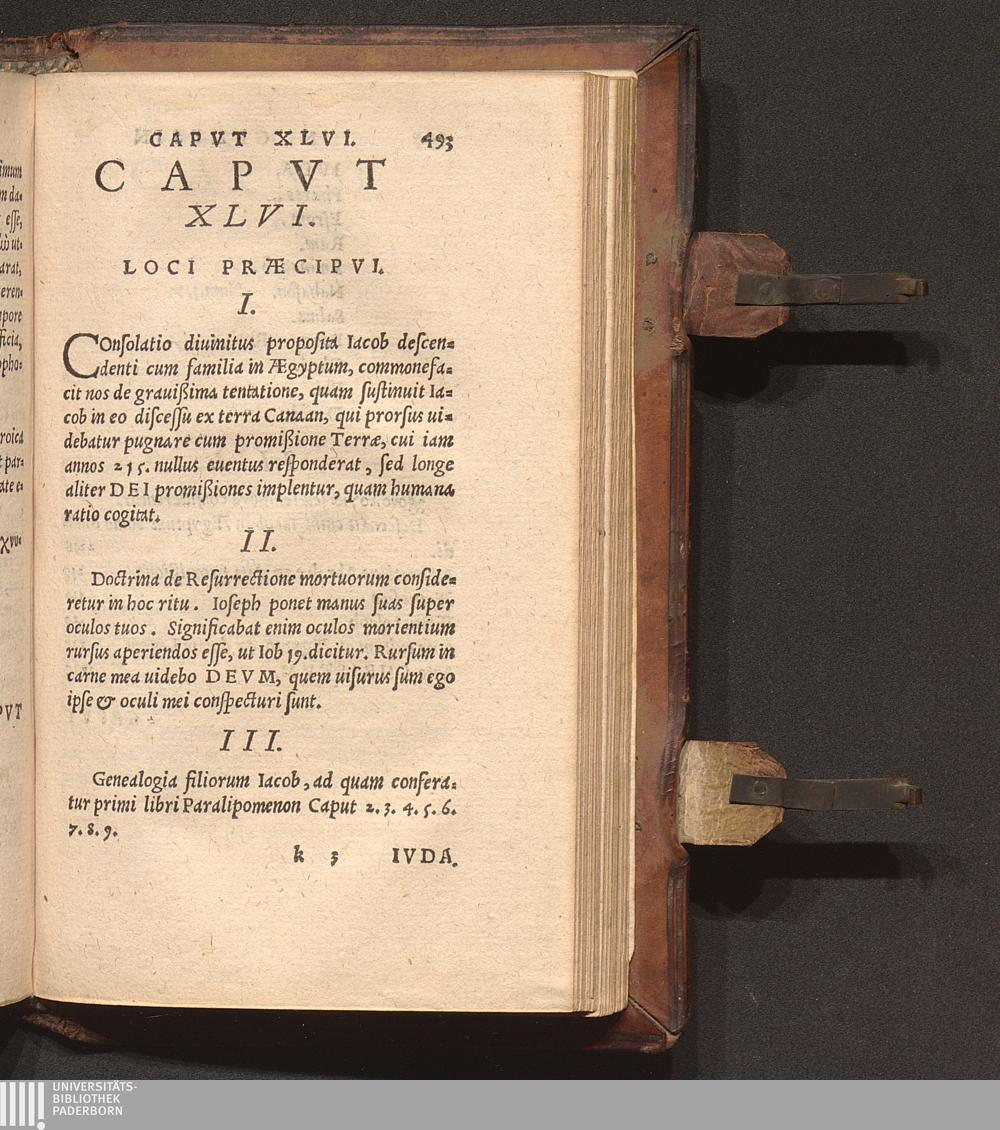 CAPVT XLVI. 493
CAPVT
XLVI.
LOCI PRÆCIPVI.
I.
COnſolatio diuinitus propoſita Iacob deſcen=
denti cum familia in Ægyptum, commonefa=
cit nos de grauißima tentatione, quam ſuſtinuit Ia=
cob in eo diſceſſu ex terra Canaan, qui prorſus ui=
debatur pugnare cum promißione Terræ, cui iam
annos 215. nullus euentus reſponderat, ſed longe
aliter DEI promißiones implentur, quam humana
ratio cogitat.
II.
Doctrina de Reſurrectione mortuorum conſide=
retur in hoc ritu. Ioſeph ponet manus ſuas ſuper
oculos tuos. Significabat enim oculos morientium
rurſus aperiendos eſſe, ut Iob 19. dicitur. Rurſum in
carne mea uidebo DEVM, quem uiſurus ſum ego
ipſe & oculi mei conſpecturi ſunt.
III.
Genealogia filiorum Iacob, ad quam confera=
tur primi libri Paralipomenon Caput 2. 3. 4. 5. 6.
7. 8. 9.
k 3 IVDA.
UNIVERSITÄTS-
BIBLIOTHEK
PADERBORN